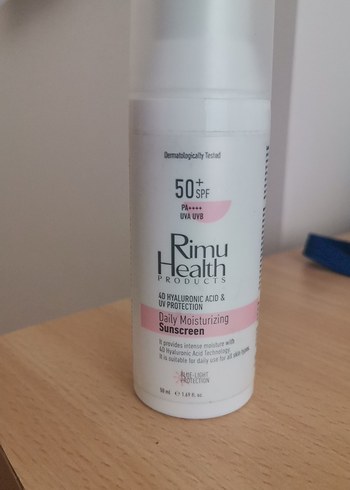 Dermatologically Tested
50+
SPF
PA++++
UVA UVB
Rimu
Health
PRODUCTS
4D HYALURONIC ACID &
UV PROTECTION
Daily Moisturizing
Sunscreen
It provides intense moisture with
4D Hyaluronic Acid Technology.
It is suitable for daily use for all skin types.
BLUE-LIGHT
PROTECTION
50 ml ℮ 1.69 fl. oz